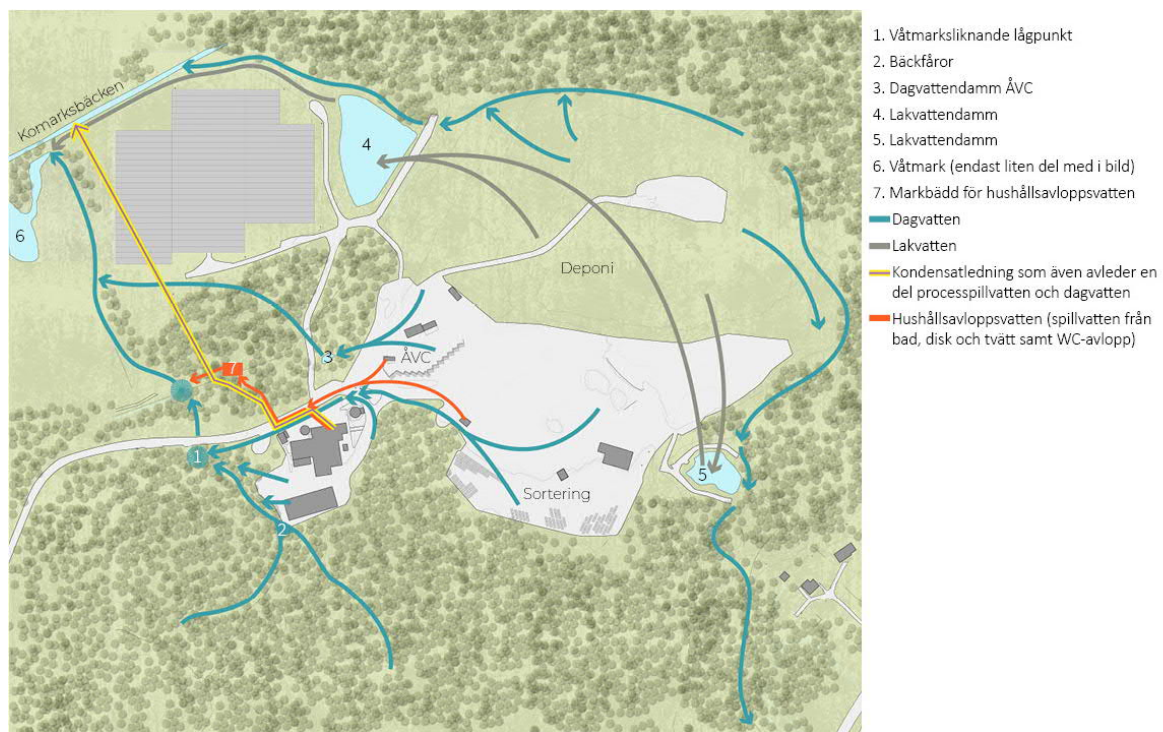 Komarksbäcken
4
6
Deponi
3
ÅVC
7
1
5
Sortering
2
1. Våtmarksliknande lågpunkt
2. Bäckfåror
3. Dagvattendamm ÅVC
4. Lakvattendamm
5. Lakvattendamm
6. Våtmark (endast liten del med i bild)
7. Markbädd för hushållsavloppsvatten
Dagvatten
Lakvatten
Kondensatledning som även avleder en
del processpillvatten och dagvatten
Hushållsavloppsvatten (spillvatten från
bad, disk och tvätt samt WC-avlopp)